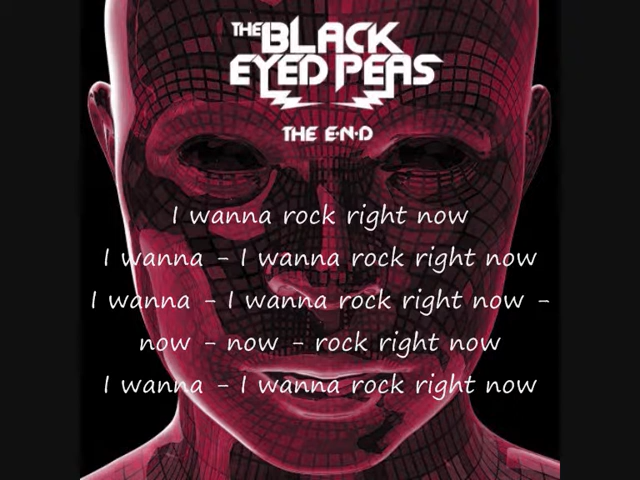 THE BLACK
EYED PEAS
THE E·N·D
I wanna rock right now
I wanna - I wanna rock right now
I wanna - I wanna rock right now -
now - now - rock right now
I wanna - I wanna rock right now